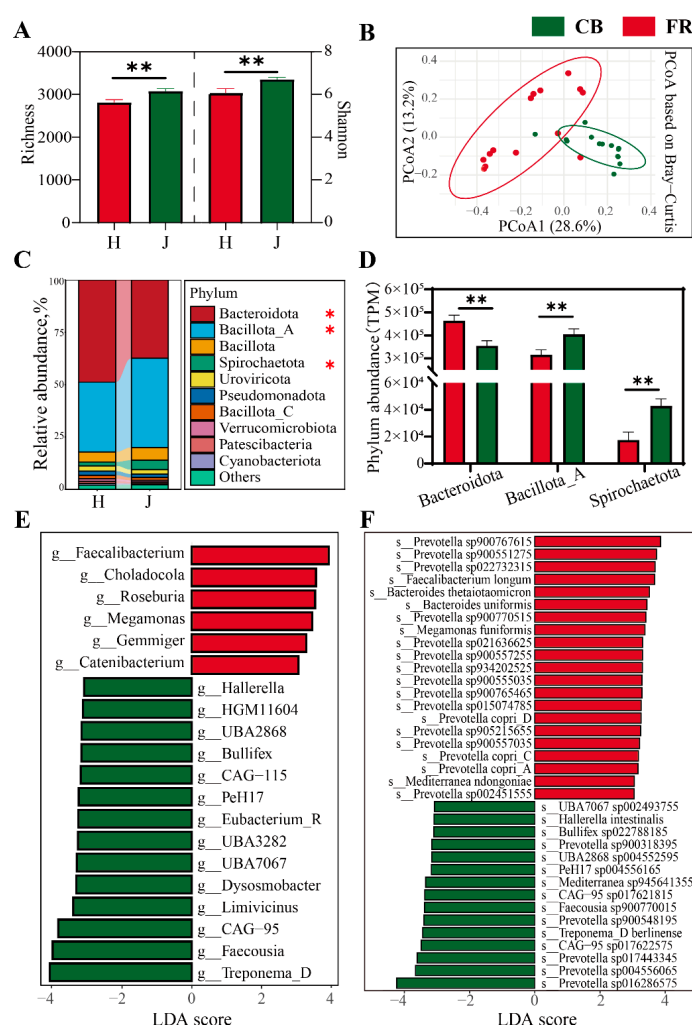 CB FR
A
4000
3000
2000
1000
0
Richness
8
6
4
2
0
Shannon
** **
H J H J
B
0.4
0.2
0.0
−0.2
PCoA2 (13.2%)
−0.4 −0.2 0.0 0.2 0.4
PCoA1 (28.6%)
PCoA based on Bray−Curtis
C
100
75
50
25
0
Relative abundance,%
H J
Phylum
Bacteroidota *
Bacillota_A *
Bacillota
Spirochaetota *
Uroviricota
Pseudomonadota
Bacillota_C
Verrucomicrobiota
Patescibacteria
Cyanobacteriota
Others
D
6×10⁵
5×10⁵
4×10⁵
3×10⁵
6×10⁴
4×10⁴
2×10⁴
0
Phylum abundance(TPM)
** ** **
Bacteroidota Bacillota_A Spirochaetota
E
g__Faecalibacterium
g__Choladocola
g__Roseburia
g__Megamonas
g__Gemmiger
g__Catenibacterium
g__Hallerella
g__HGM11604
g__UBA2868
g__Bullifex
g__CAG−115
g__PeH17
g__Eubacterium_R
g__UBA3282
g__UBA7067
g__Dysosmobacter
g__Limivicinus
g__CAG−95
g__Faecousia
g__Treponema_D
−4 −2 0 2 4
LDA score
F
s__Prevotella sp900767615
s__Prevotella sp900551275
s__Prevotella sp022732315
s__Faecalibacterium longum
s__Bacteroides thetaiotaomicron
s__Bacteroides uniformis
s__Prevotella sp900770515
s__Megamonas funiformis
s__Prevotella sp021636625
s__Prevotella sp900557255
s__Prevotella sp934202525
s__Prevotella sp900555035
s__Prevotella sp900765465
s__Prevotella sp015074785
s__Prevotella copri_D
s__Prevotella sp905215655
s__Prevotella sp900557035
s__Prevotella copri_C
s__Prevotella copri_A
s__Mediterranea ndongoniae
s__Prevotella sp002451555
s__UBA7067 sp002493755
s__Hallerella intestinalis
s__Bullifex sp022788185
s__Prevotella sp900318395
s__UBA2868 sp004552595
s__PeH17 sp004556165
s__Mediterranea sp945641355
s__CAG−95 sp017621815
s__Faecousia sp900770015
s__Prevotella sp900548195
s__Treponema_D berlinense
s__CAG−95 sp017622575
s__Prevotella sp017443345
s__Prevotella sp004556065
s__Prevotella sp016286575
−4 −2 0 2 4
LDA score